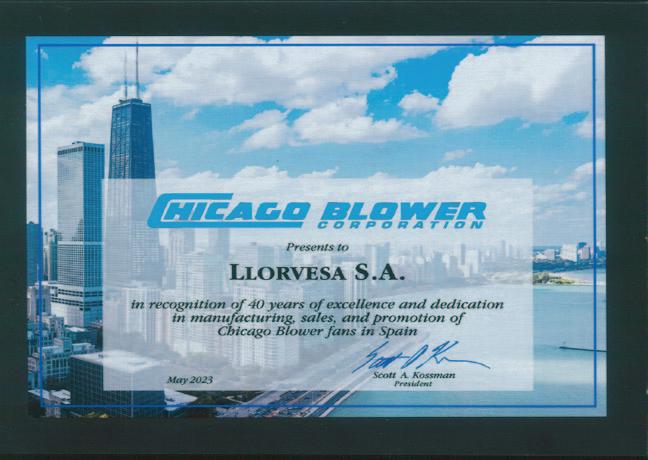 CHICAGO BLOWER
CORPORATION
Presents to
LLORVESA S.A.
in recognition of 40 years of excellence and dedication
in manufacturing, sales, and promotion of
Chicago Blower fans in Spain
May 2023
Scott A. Kossman
President